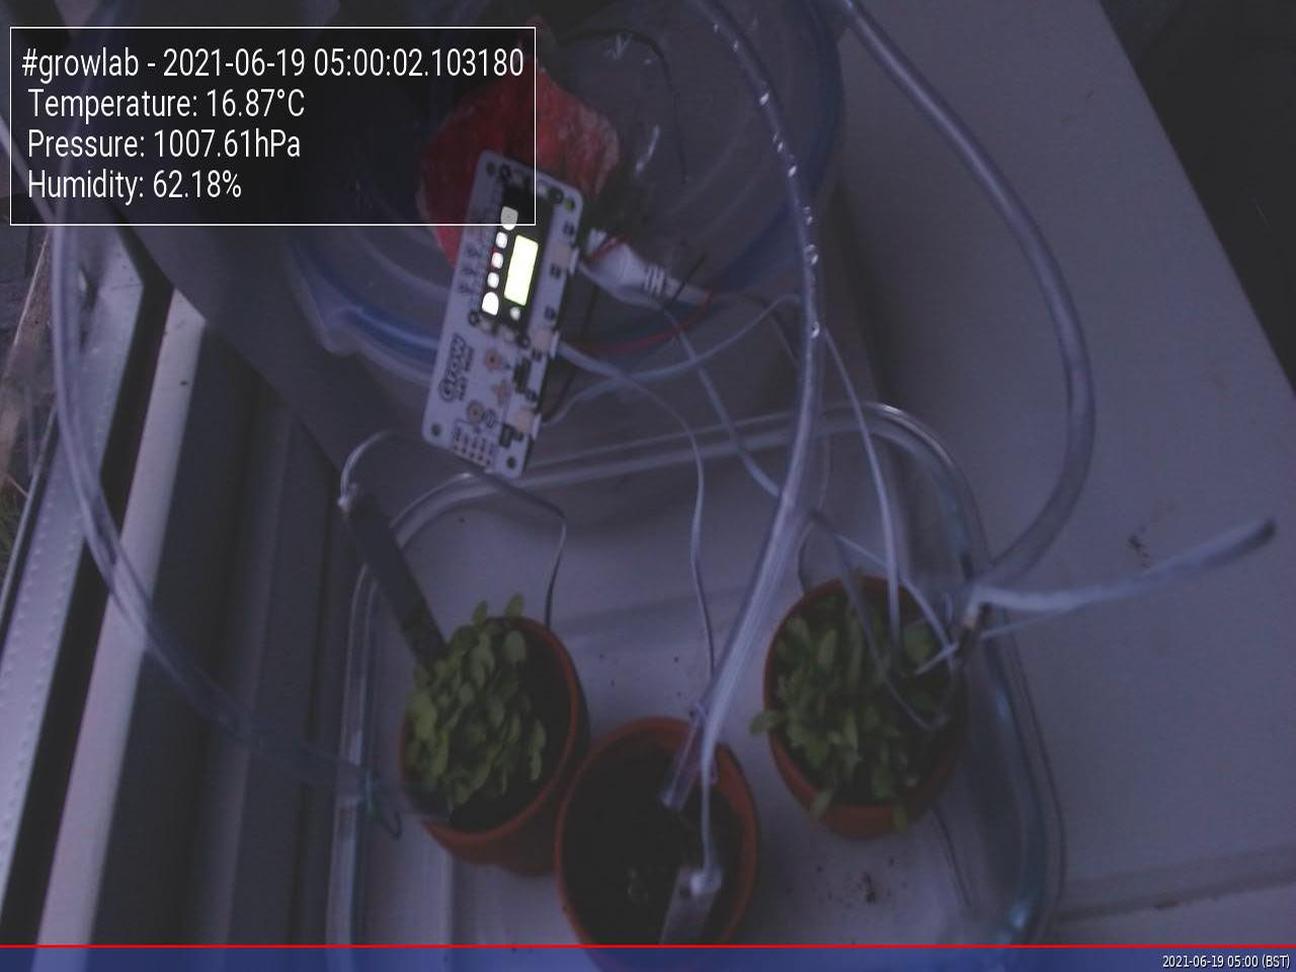 #growlab - 2021-06-19 05:00:02.103180
Temperature: 16.87°C
Pressure: 1007.61hPa
Humidity: 62.18%
GROW
2021-06-19 05:00 (BST)